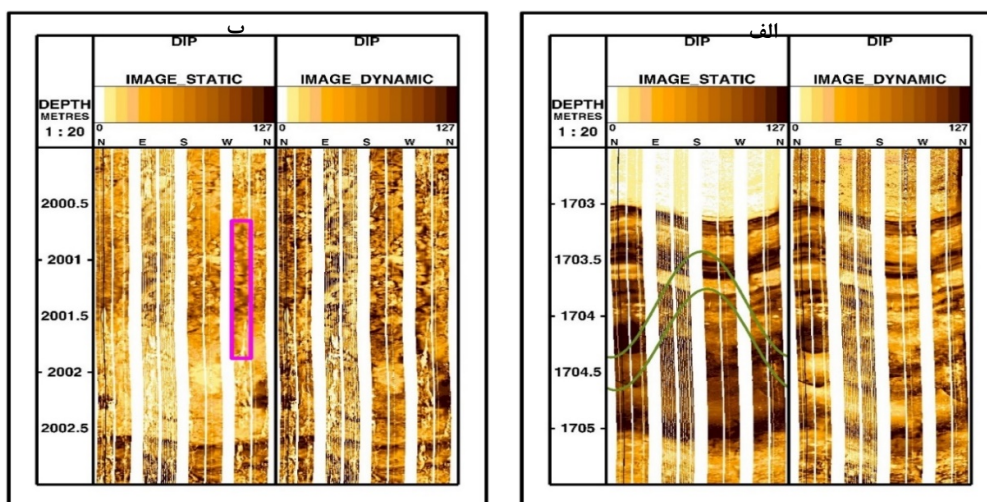 ب
DIP
IMAGE_STATIC IMAGE_DYNAMIC
DEPTH
METRES
1 : 20
0 127 0 127
N E S W N N E S W N
2000.5
2001
2001.5
2002
2002.5
الف
DIP DIP
IMAGE_STATIC IMAGE_DYNAMIC
DEPTH
METRES
1 : 20
0 127 0 127
N E S W N N E S W N
1703
1703.5
1704
1704.5
1705